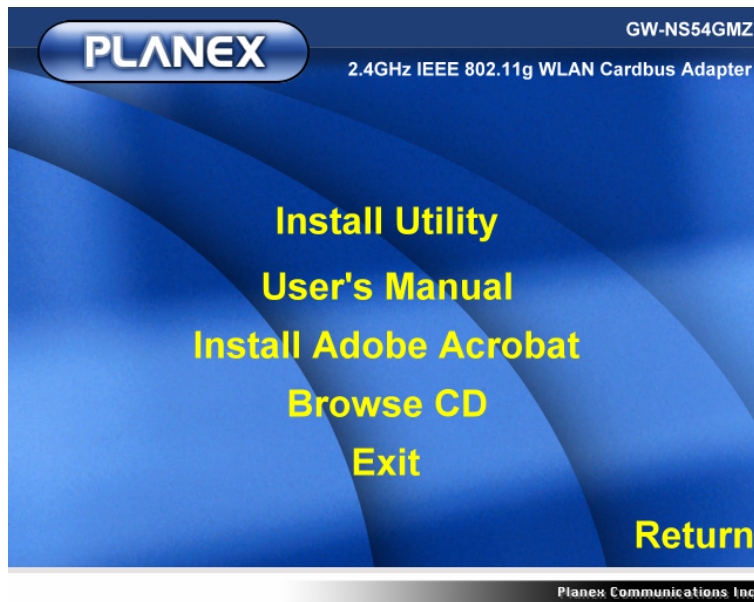 PLANEX
GW-NS54GMZ
2.4GHz IEEE 802.11g WLAN Cardbus Adapter
Install Utility
User's Manual
Install Adobe Acrobat
Browse CD
Exit
Return
Planex Communications Inc